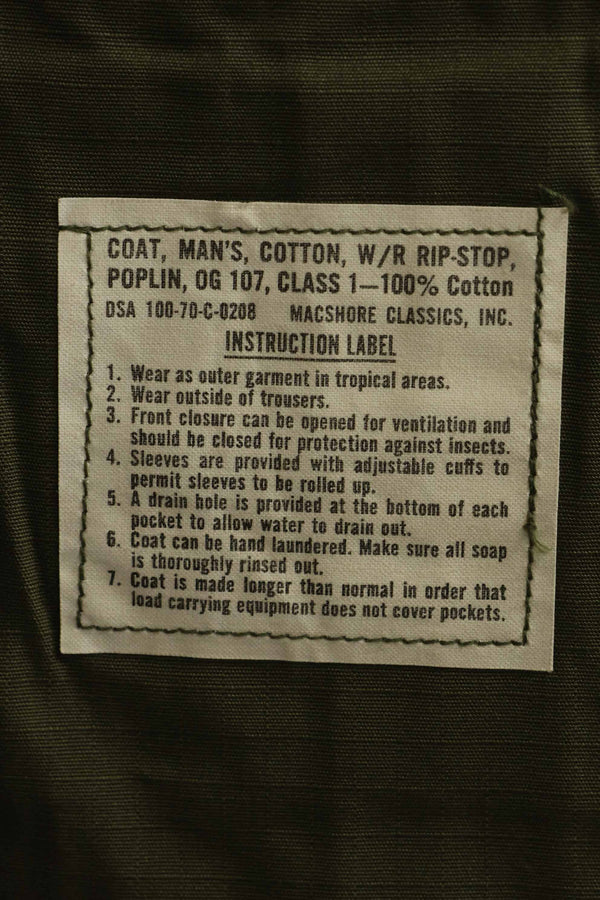 COAT, MAN'S, COTTON, W/R RIP-STOP,
POPLIN, OG 107, CLASS 1—100% Cotton
DSA 100-70-C-0208 MACSHORE CLASSICS, INC.
INSTRUCTION LABEL
1. Wear as outer garment in tropical areas.
2. Wear outside of trousers.
3. Front closure can be opened for ventilation and
should be closed for protection against insects.
4. Sleeves are provided with adjustable cuffs to
permit sleeves to be rolled up.
5. A drain hole is provided at the bottom of each
pocket to allow water to drain out.
6. Coat can be hand laundered. Make sure all soap
is thoroughly rinsed out.
7. Coat is made longer than normal in order that
load carrying equipment does not cover pockets.